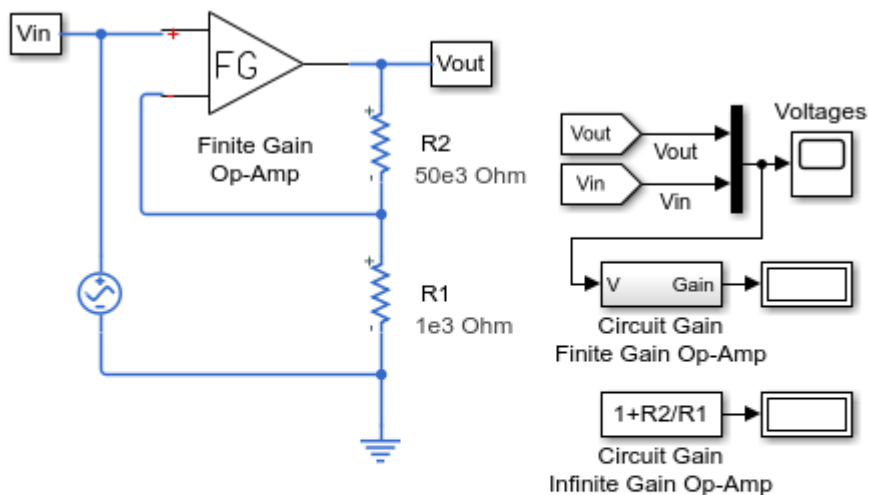 Vin
+
-
FG
Finite Gain
Op-Amp
Vout
+
R2
-
50e3 Ohm
+
R1
-
1e3 Ohm
+
-
Voltages
Vout
Vout
Vin
Vin
V
Gain
Circuit Gain
Finite Gain Op-Amp
1+R2/R1
Circuit Gain
Infinite Gain Op-Amp